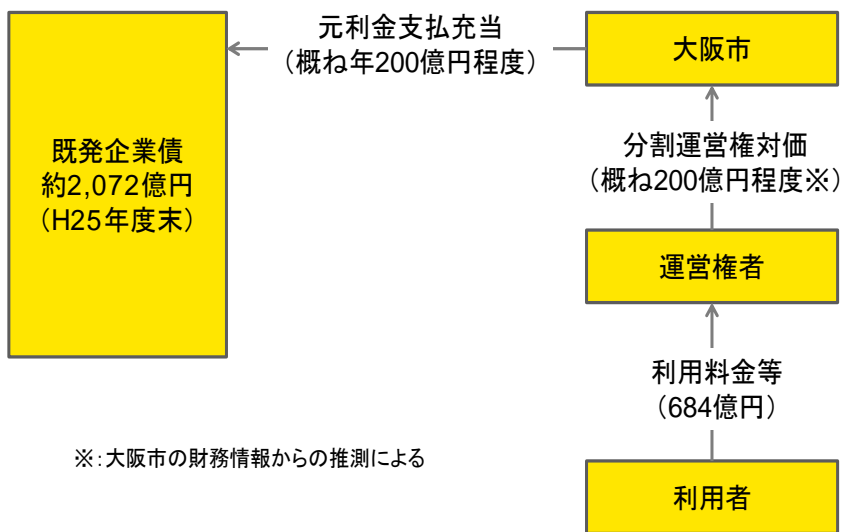 元利金支払充当
（概ね年200億円程度）
大阪市
既発企業債
約2,072億円
（H25年度末）
分割運営権対価
（概ね200億円程度※）
運営権者
利用料金等
（684億円）
※：大阪市の財務情報からの推測による
利用者